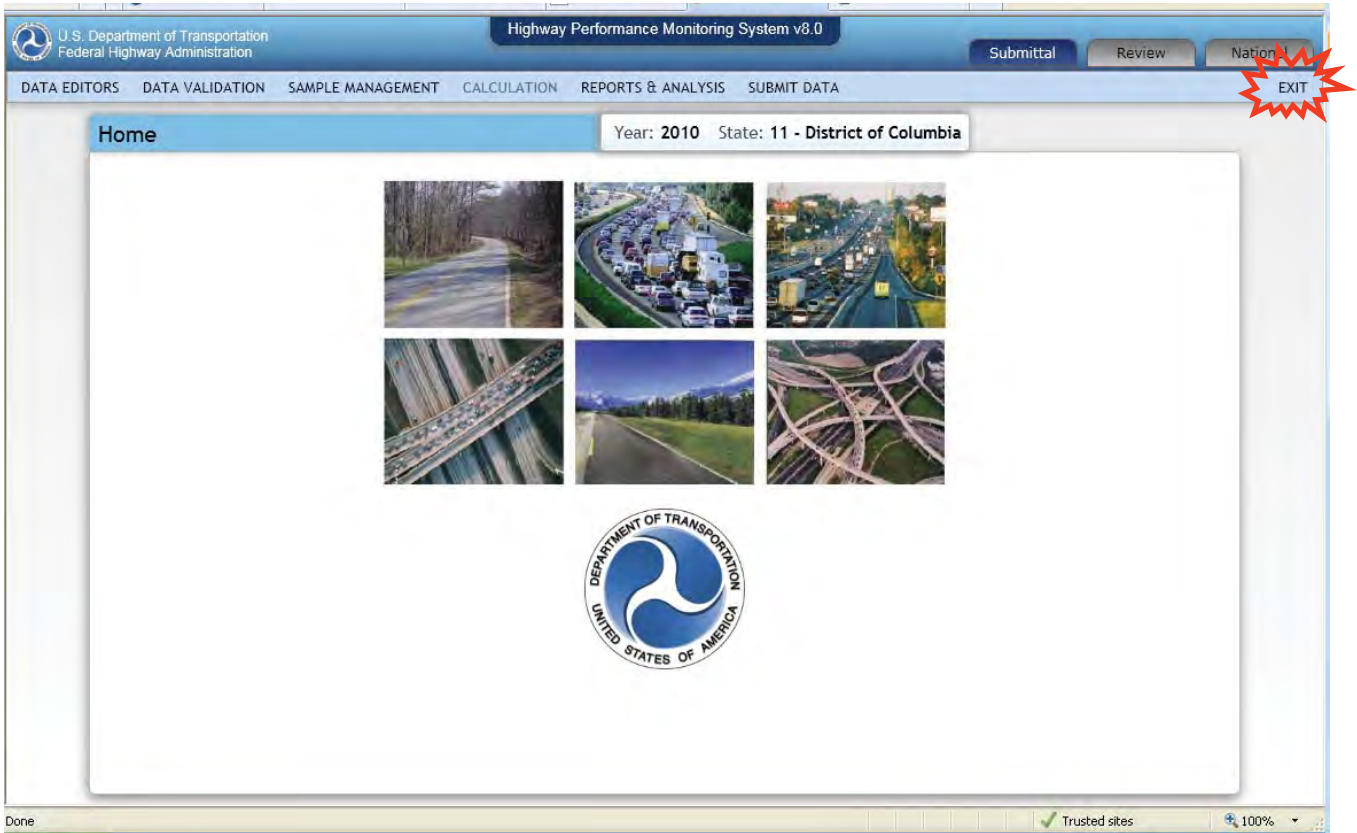 U.S. Department of Transportation
Federal Highway Administration
Highway Performance Monitoring System v8.0
Submittal Review National
DATA EDITORS DATA VALIDATION SAMPLE MANAGEMENT CALCULATION REPORTS & ANALYSIS SUBMIT DATA EXIT
Home
Year: 2010 State: 11 - District of Columbia
DEPARTMENT OF TRANSPORTATION
UNITED STATES OF AMERICA
Done Trusted sites 100%